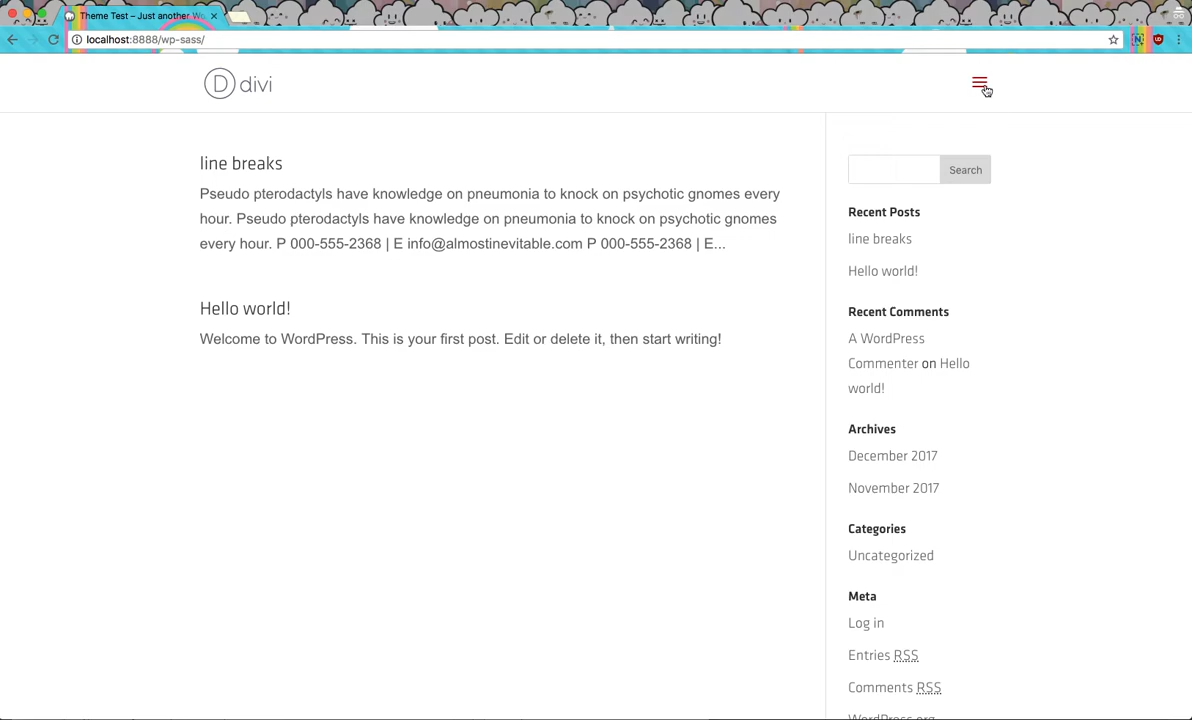 Theme Test – Just another Wo
localhost:8888/wp-sass/
D divi
line breaks
Pseudo pterodactyls have knowledge on pneumonia to knock on psychotic gnomes every
hour. Pseudo pterodactyls have knowledge on pneumonia to knock on psychotic gnomes
every hour. P 000-555-2368 | E info@almostinevitable.com P 000-555-2368 | E...
Hello world!
Welcome to WordPress. This is your first post. Edit or delete it, then start writing!
Search
Recent Posts
line breaks
Hello world!
Recent Comments
A WordPress
Commenter on Hello
world!
Archives
December 2017
November 2017
Categories
Uncategorized
Meta
Log in
Entries RSS
Comments RSS
WordPress.org